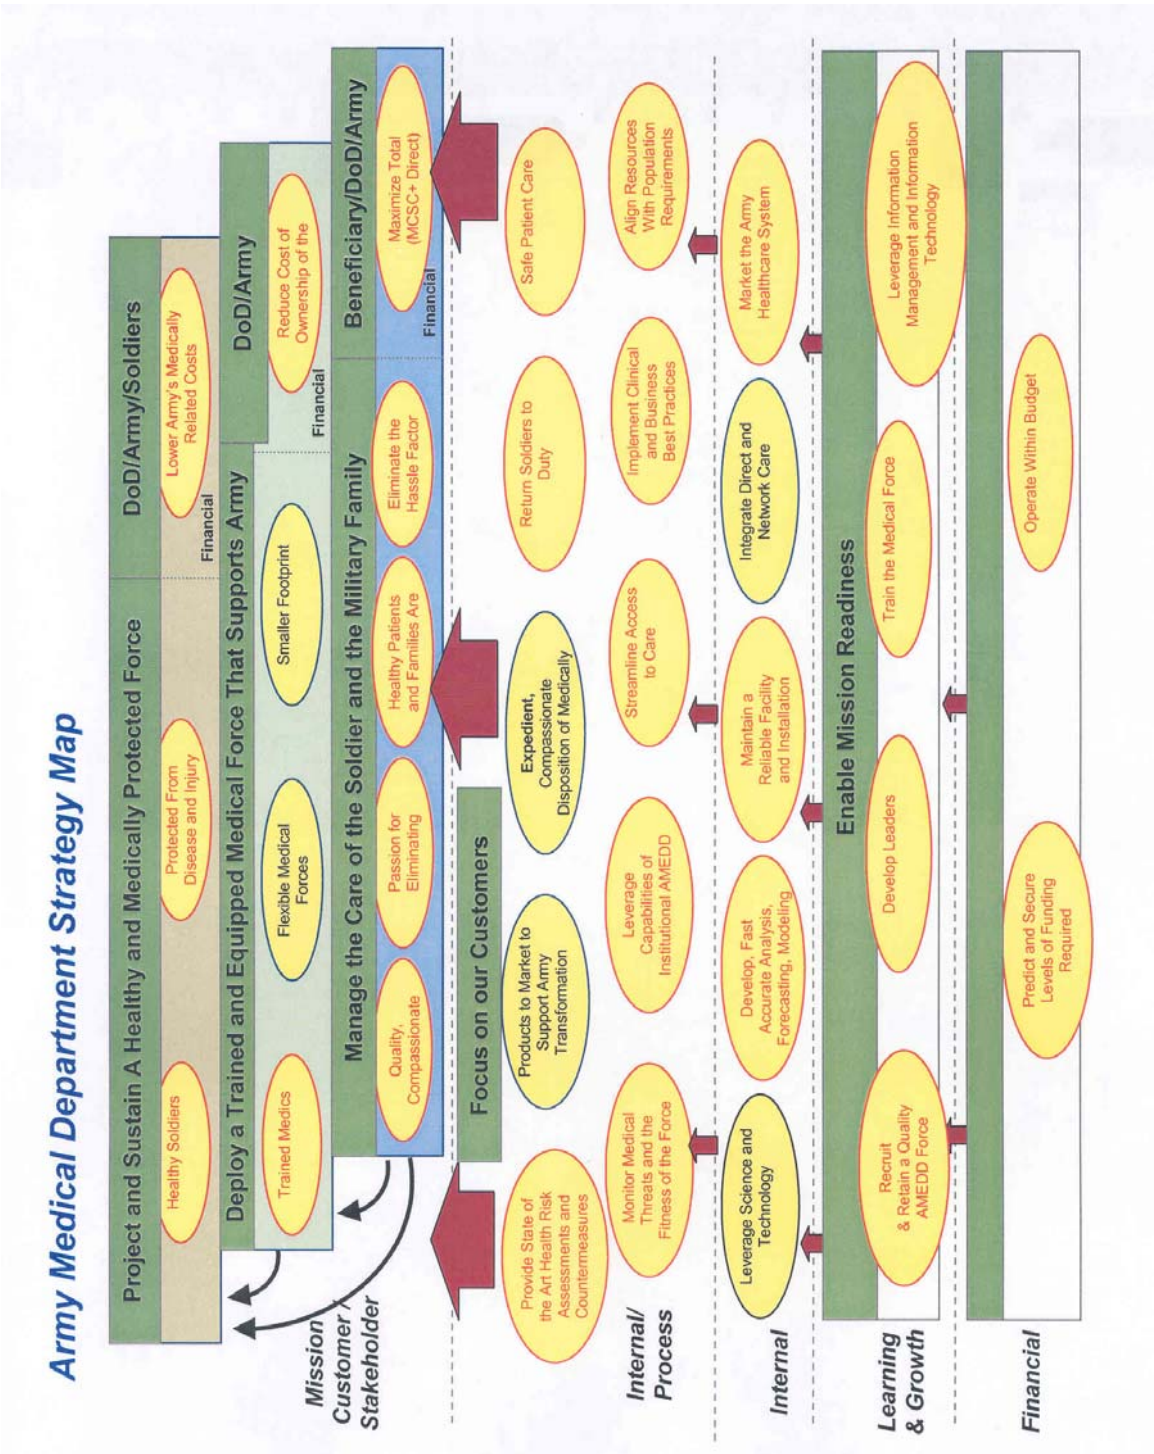 Army Medical Department Strategy Map
Project and Sustain A Healthy and Medically Protected Force
DoD/Army/Soldiers
Healthy Soldiers
Protected From
Disease and Injury
Lower Army's Medically
Related Costs
Financial
Deploy a Trained and Equipped Medical Force That Supports Army
DoD/Army
Trained Medics
Flexible Medical
Forces
Smaller Footprint
Reduce Cost of
Ownership of the
Financial
Mission
Customer /
Stakeholder
Manage the Care of the Soldier and the Military Family
Beneficiary/DoD/Army
Quality,
Compassionate
Passion for
Eliminating
Healthy Patients
and Families Are
Eliminate the
Hassle Factor
Maximize Total
(MCSC+ Direct)
Financial
Focus on our Customers
Provide State of
the Art Health Risk
Assessments and
Countermeasures
Products to Market to
Support Army
Transformation
Expedient,
Compassionate
Disposition of Medically
Return Soldiers to
Duty
Safe Patient Care
Internal/
Process
Monitor Medical
Threats and the
Fitness of the Force
Leverage
Capabilities of
Institutional AMEDD
Streamline Access
to Care
Implement Clinical
and Business
Best Practices
Align Resources
With Population
Requirements
Internal
Leverage Science and
Technology
Develop, Fast
Accurate Analysis,
Forecasting, Modeling
Maintain a
Reliable Facility
and Installation
Integrate Direct and
Network Care
Market the Army
Healthcare System
Enable Mission Readiness
Learning
& Growth
Recruit
& Retain a Quality
AMEDD Force
Develop Leaders
Train the Medical Force
Leverage Information
Management and Information
Technology
Financial
Predict and Secure
Levels of Funding
Required
Operate Within Budget